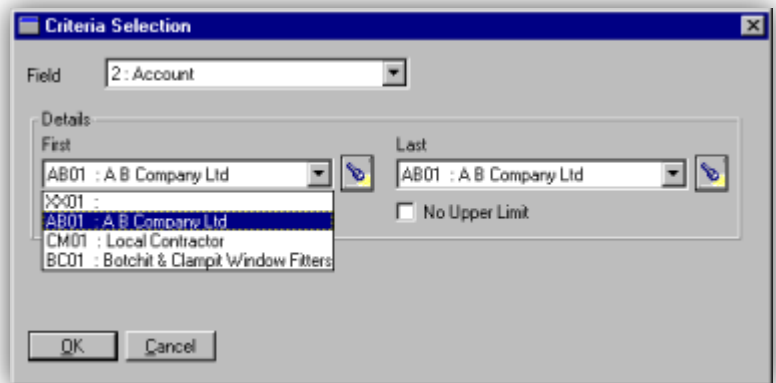 Criteria Selection
Field 2 : Account
Details
First Last
AB01 : A B Company Ltd AB01 : A B Company Ltd
XX01 :
AB01 : A B Company Ltd No Upper Limit
CM01 : Local Contractor
BC01 : Botchit & Clampit Window Fitters
OK Cancel